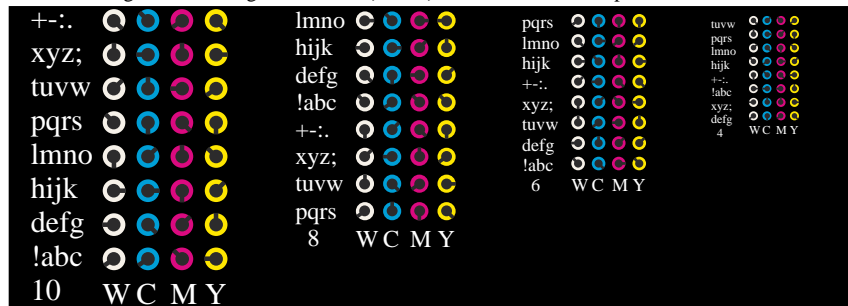 +-:.
xyz;
tuvw
pqrs
lmno
hijk
defg
!abc
10 W C M Y
lmno
hijk
defg
!abc
+-:.
xyz;
tuvw
pqrs
8 W C M Y
pqrs
lmno
hijk
+-:.
xyz;
tuvw
defg
!abc
6 W C M Y
tuvw
pqrs
lmno
hijk
+-:.
!abc
xyz;
defg
4 W C M Y